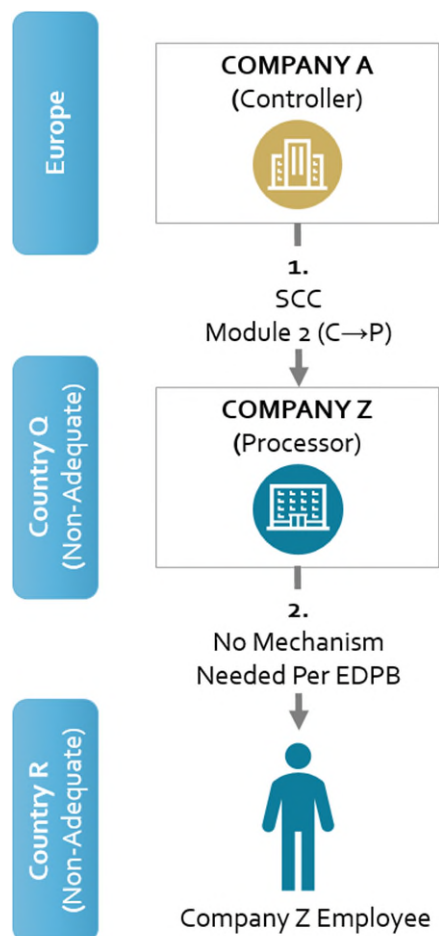 Europe
COMPANY A
(Controller)
1.
SCC
Module 2 (C→P)
Country Q
(Non-Adequate)
COMPANY Z
(Processor)
2.
No Mechanism
Needed Per EDPB
Country R
(Non-Adequate)
Company Z Employee